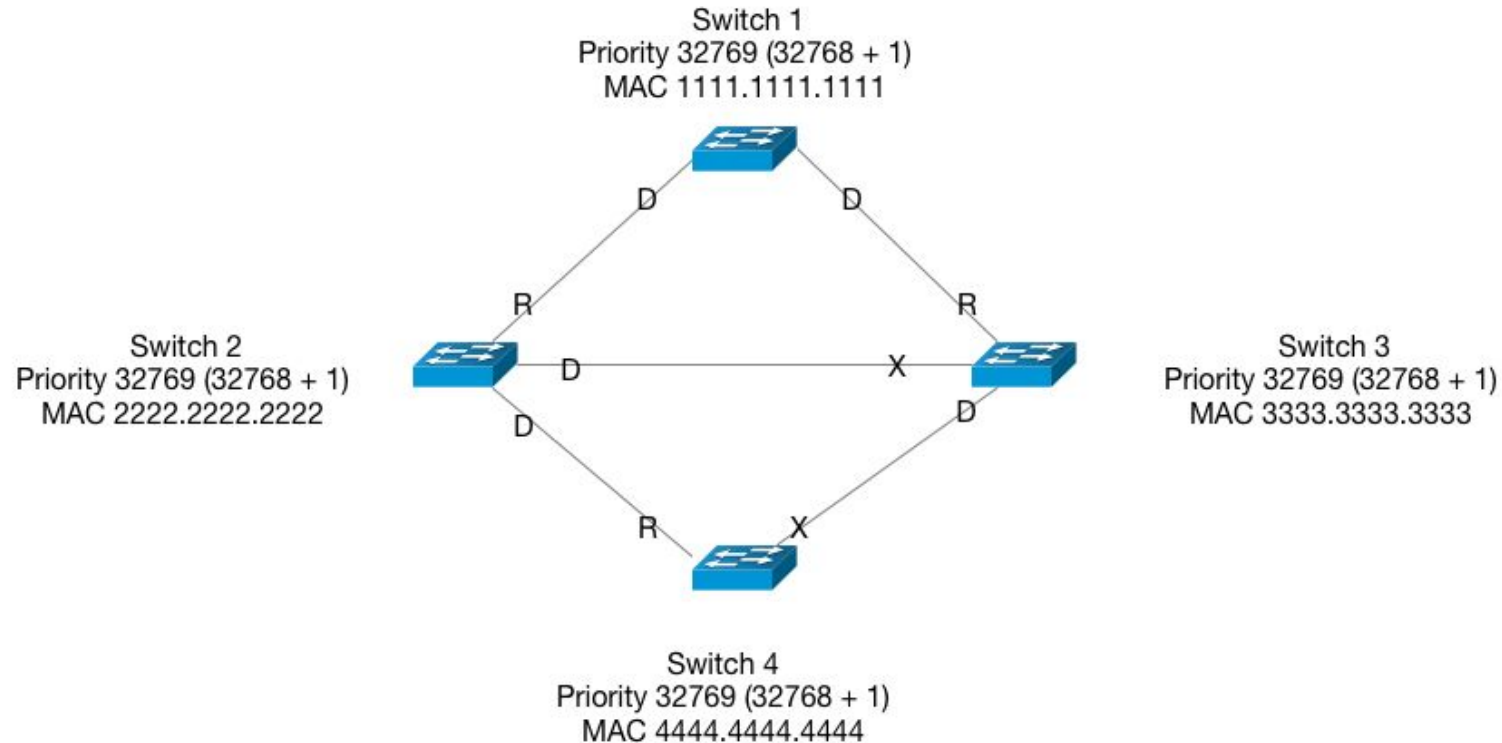 Switch 1
Priority 32769 (32768 + 1)
MAC 1111.1111.1111
D
D
R
R
Switch 2
Priority 32769 (32768 + 1)
MAC 2222.2222.2222
D
X
Switch 3
Priority 32769 (32768 + 1)
MAC 3333.3333.3333
D
D
R
X
Switch 4
Priority 32769 (32768 + 1)
MAC 4444.4444.4444